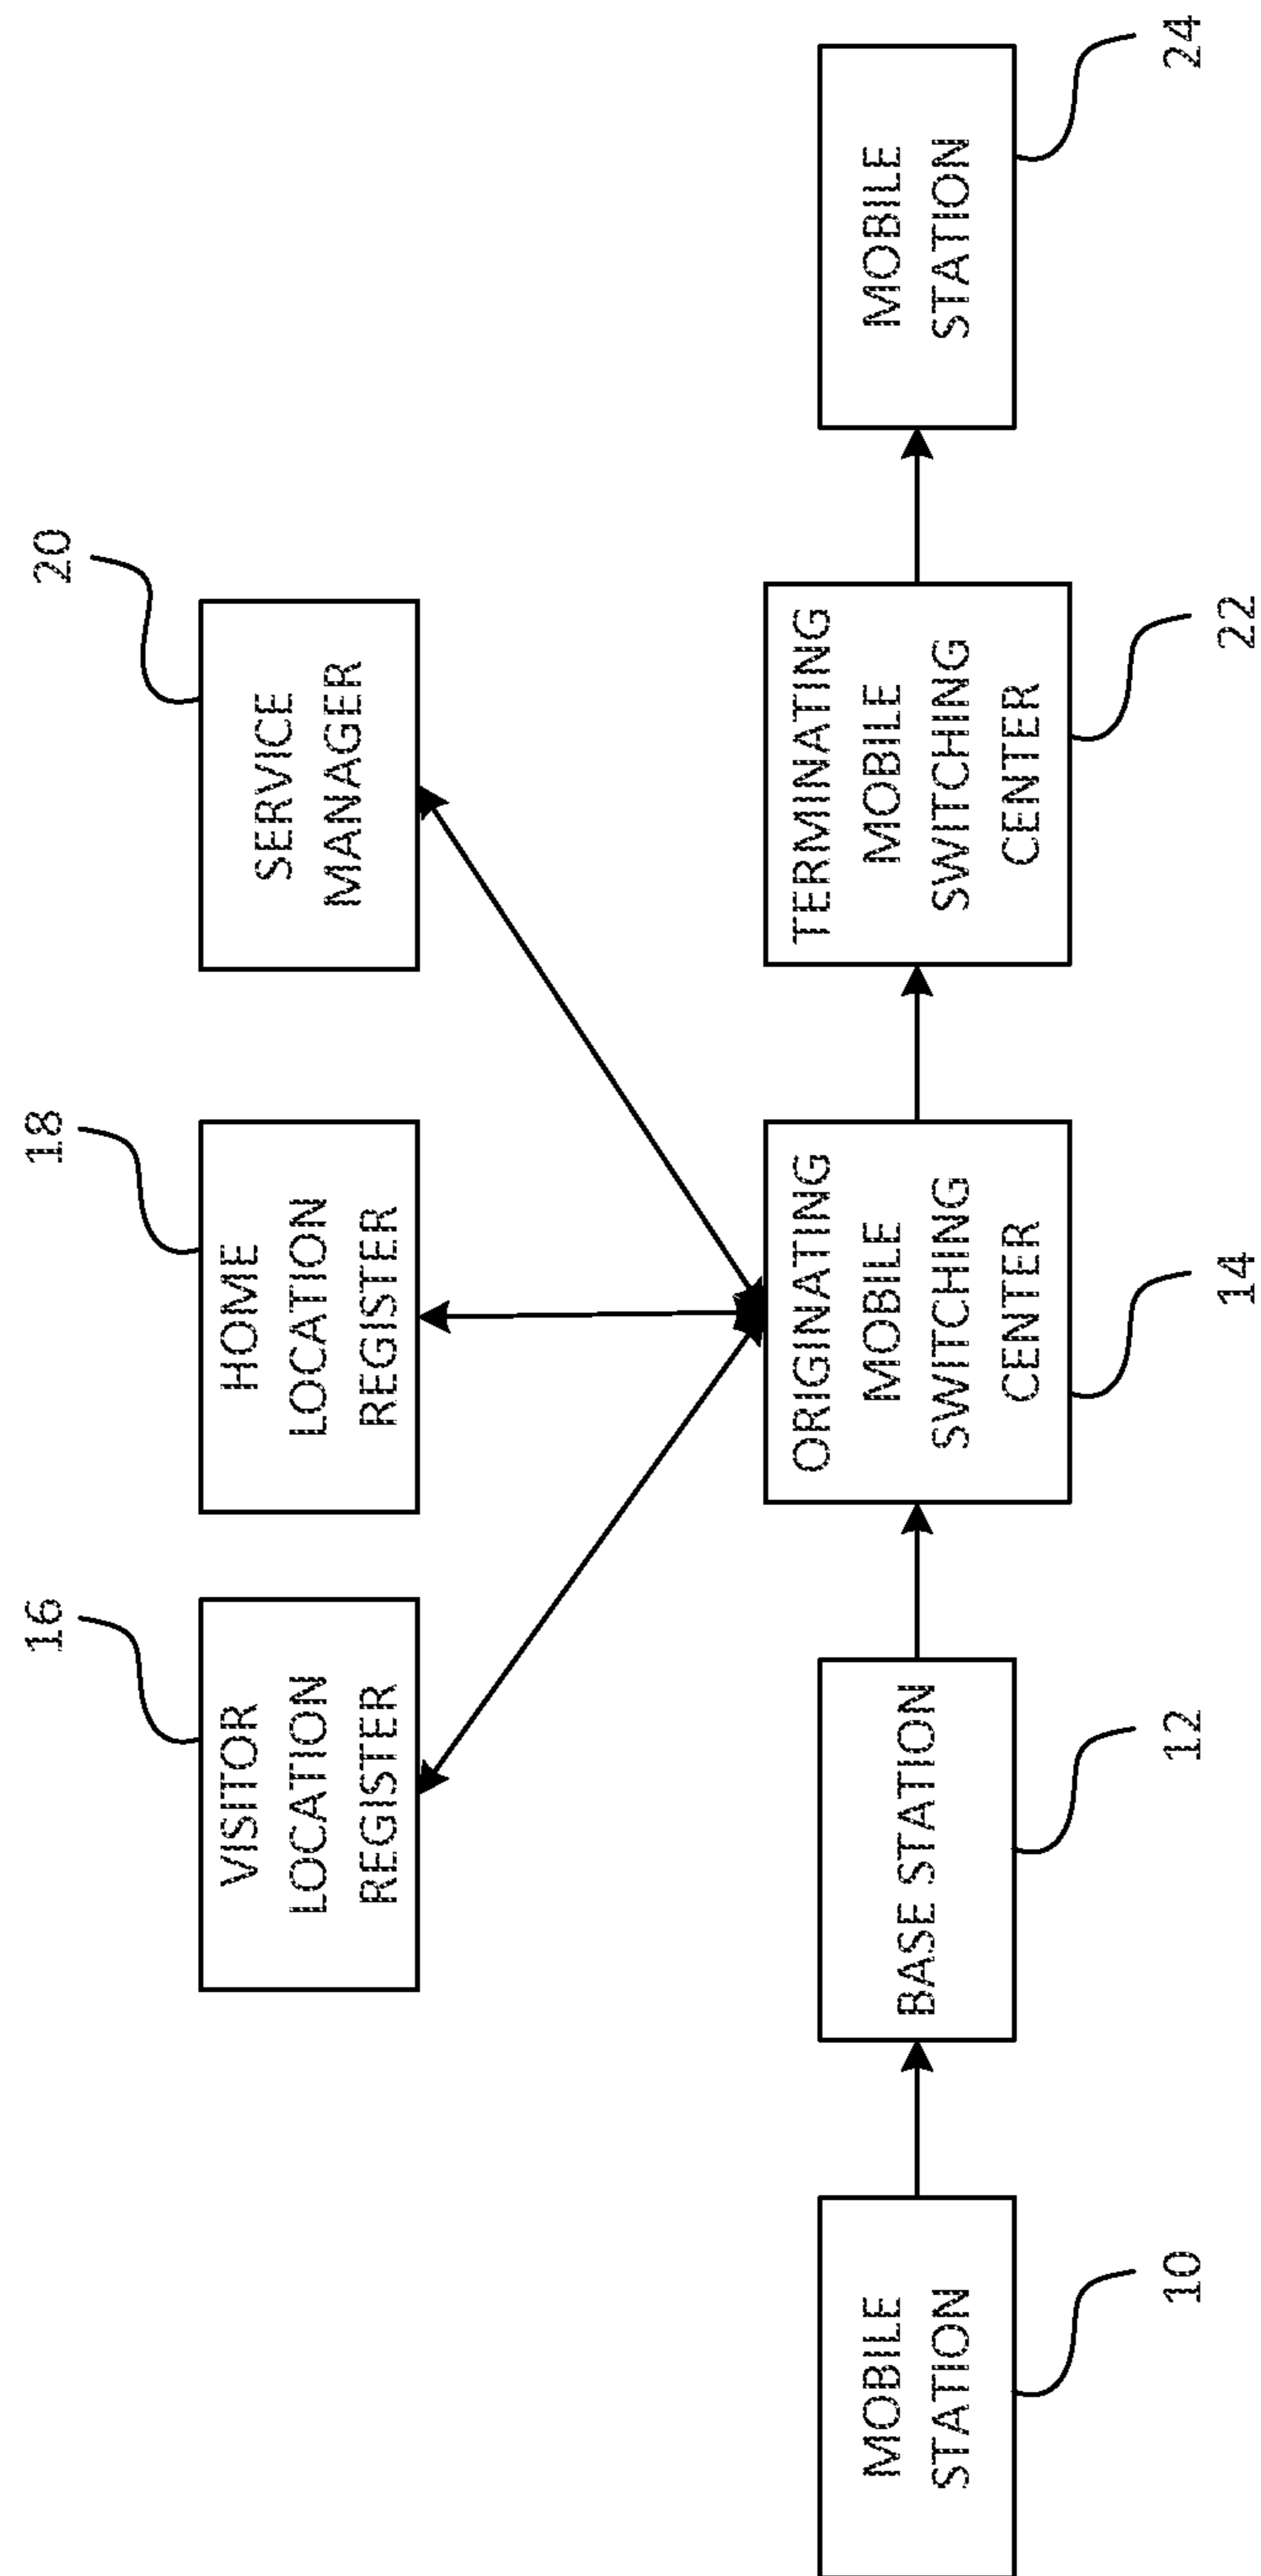 16
VISITOR
LOCATION
REGISTER
18
HOME
LOCATION
REGISTER
20
SERVICE
MANAGER
MOBILE
STATION
10
BASE STATION
12
ORIGINATING
MOBILE
SWITCHING
CENTER
14
TERMINATING
MOBILE
SWITCHING
CENTER
22
MOBILE
STATION
24